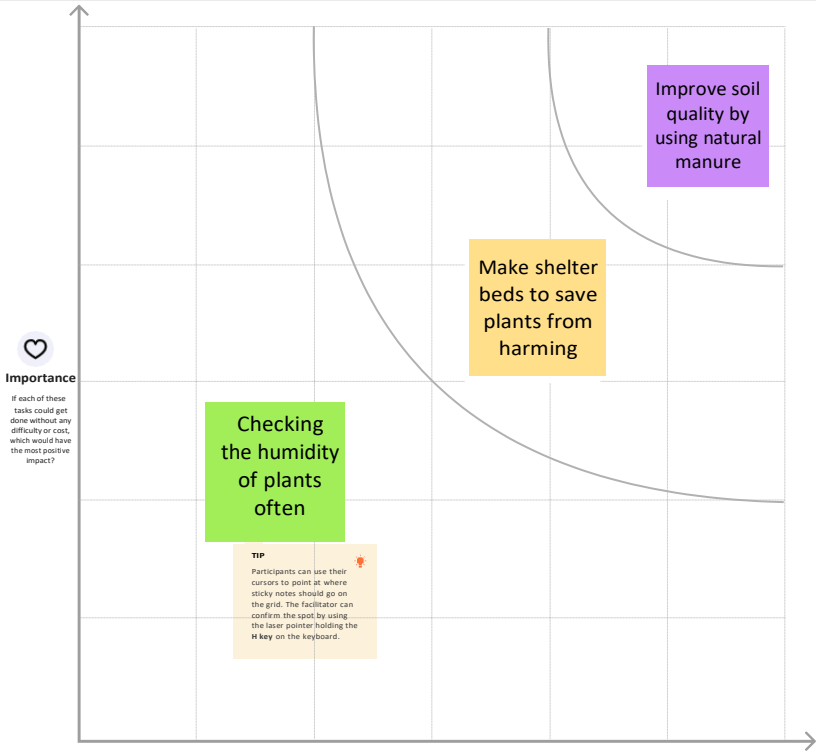 Improve soil
quality by
using natural
manure
Make shelter
beds to save
plants from
harming
Importance
If each of these
tasks could get
done without any
difficulty or cost,
which would have
the most positive
impact?
Checking
the humidity
of plants
often
TIP
Participants can use their
cursors to point at where
sticky notes should go on
the grid. The facilitator can
confirm the spot by using
the laser pointer holding the
H key on the keyboard.